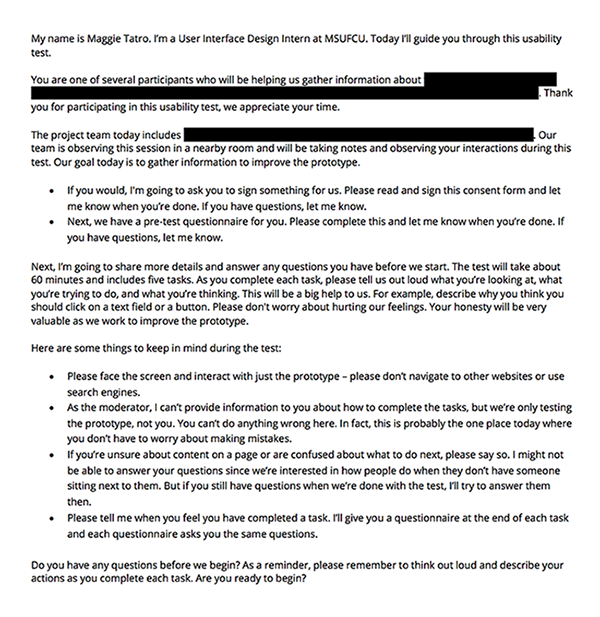 My name is Maggie Tatro. I'm a User Interface Design Intern at MSUFCU. Today I'll guide you through this usability
test.
You are one of several participants who will be helping us gather information about
. Thank
you for participating in this usability test, we appreciate your time.
The project team today includes . Our
team is observing this session in a nearby room and will be taking notes and observing your interactions during this
test. Our goal today is to gather information to improve the prototype.
• If you would, I'm going to ask you to sign something for us. Please read and sign this consent form and let
me know when you're done. If you have questions, let me know.
• Next, we have a pre-test questionnaire for you. Please complete this and let me know when you're done. If
you have questions, let me know.
Next, I'm going to share more details and answer any questions you have before we start. The test will take about
60 minutes and includes five tasks. As you complete each task, please tell us out loud what you're looking at, what
you're trying to do, and what you're thinking. This will be a big help to us. For example, describe why you think you
should click on a text field or a button. Please don't worry about hurting our feelings. Your honesty will be very
valuable as we work to improve the prototype.
Here are some things to keep in mind during the test:
• Please face the screen and interact with just the prototype – please don't navigate to other websites or use
search engines.
• As the moderator, I can't provide information to you about how to complete the tasks, but we're only testing
the prototype, not you. You can't do anything wrong here. In fact, this is probably the one place today where
you don't have to worry about making mistakes.
• If you're unsure about content on a page or are confused about what to do next, please say so. I might not
be able to answer your questions since we're interested in how people do when they don't have someone
sitting next to them. But if you still have questions when we're done with the test, I'll try to answer them
then.
• Please tell me when you feel you have completed a task. I'll give you a questionnaire at the end of each task
and each questionnaire asks you the same questions.
Do you have any questions before we begin? As a reminder, please remember to think out loud and describe your
actions as you complete each task. Are you ready to begin?